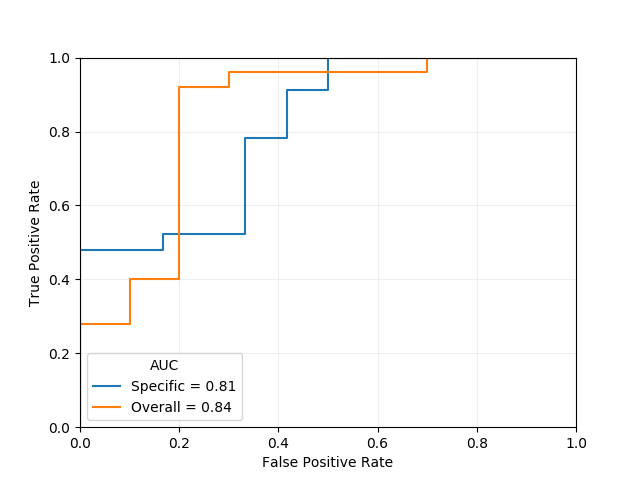 1.0
0.8
0.6
0.4
0.2
0.0
True Positive Rate
AUC
Specific = 0.81
Overall = 0.84
0.0 0.2 0.4 0.6 0.8 1.0
False Positive Rate